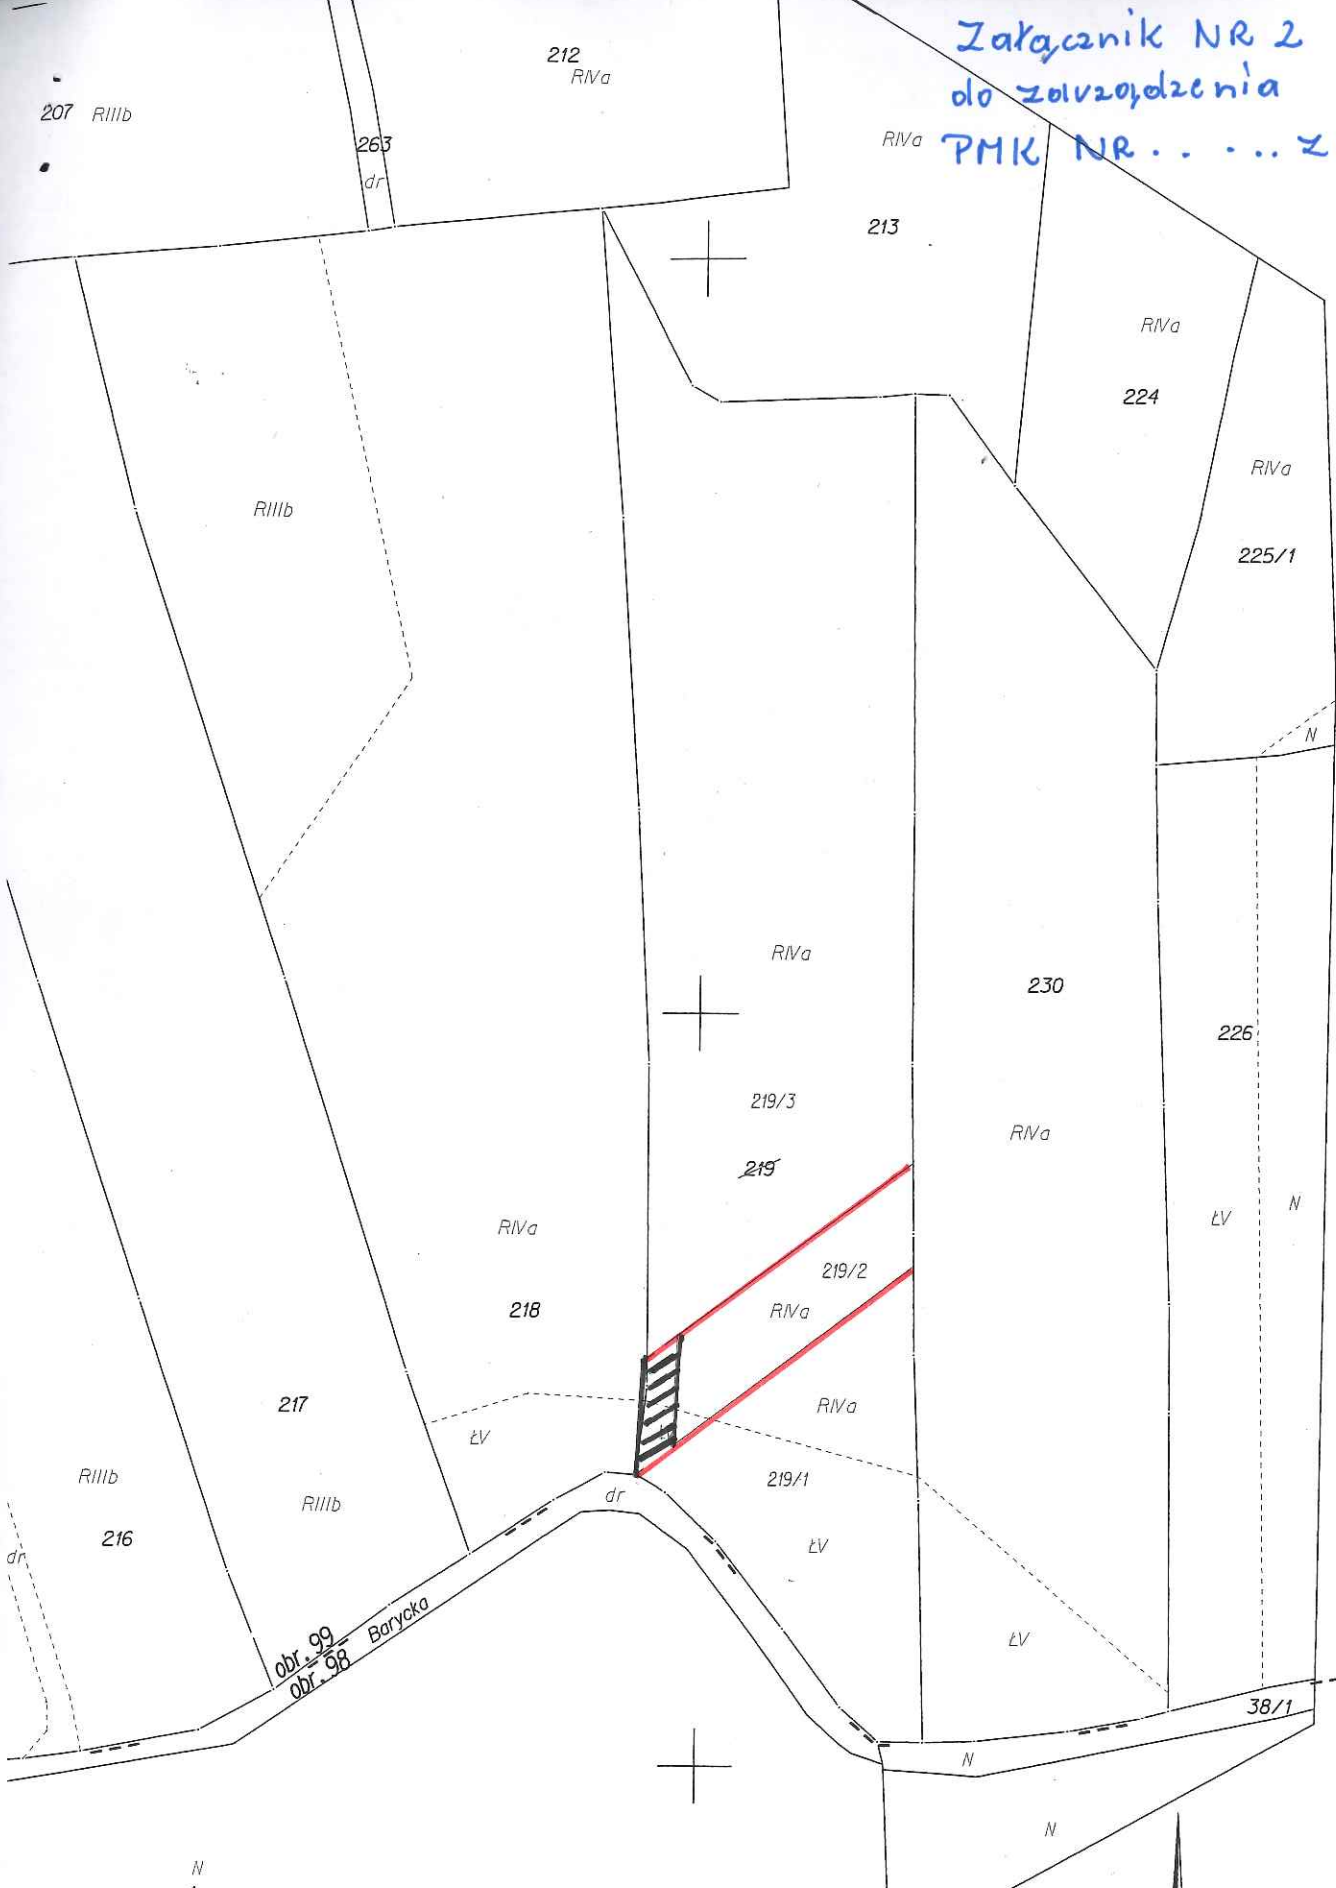 Załącznik NR 2
do zarządzenia
PMK NR . . . . . . z
212
RIVa
207 RIIIb
263
dr
RIVa
213
RIVa
224
RIVa
225/1
RIIIb
N
RIVa
230
226
219/3
RIVa
219
ŁV
N
RIVa
219/2
218
RIVa
217
RIVa
ŁV
RIIIb
219/1
RIIIb
dr
216
ŁV
dr
Barycka
obr. 99
obr. 98
ŁV
38/1
N
N
N